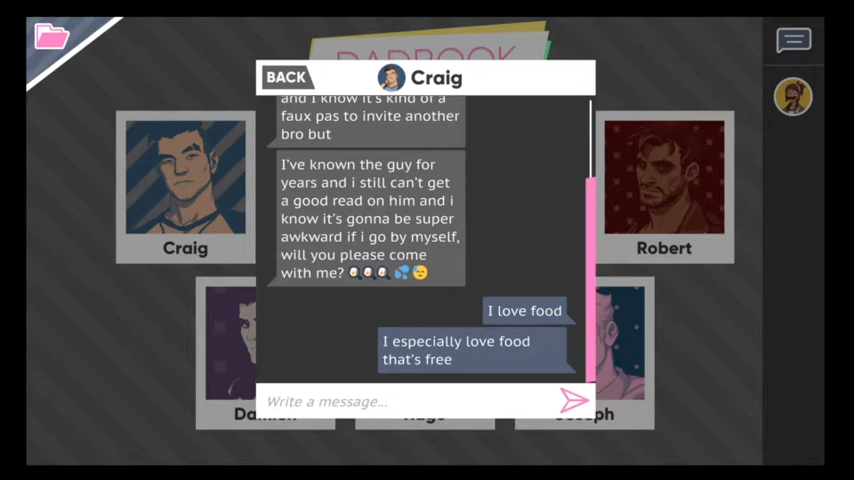 DADBOOK
BACK
Craig
and I know it's kind of a
faux pas to invite another
bro but
I've known the guy for
years and i still can't get
a good read on him and i
know it's gonna be super
awkward if i go by myself,
will you please come
with me? 🍳🍳🍳 💦😓
I love food
I especially love food
that's free
Write a message...
Craig
Robert
Damien
Hugo
Joseph